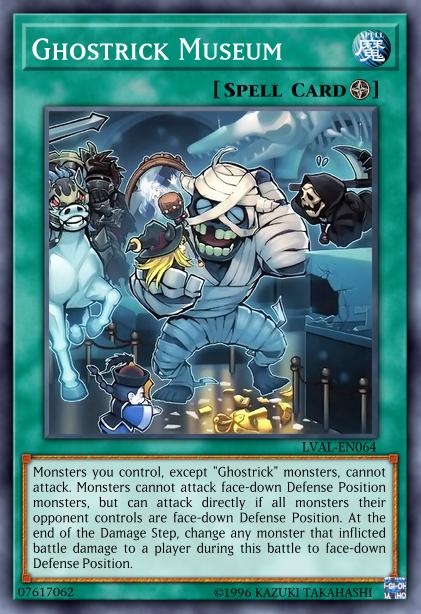 Ghostrick Museum
[Spell Card]
LVAL-EN064
Monsters you control, except "Ghostrick" monsters, cannot
attack. Monsters cannot attack face-down Defense Position
monsters, but can attack directly if all monsters their
opponent controls are face-down Defense Position. At the
end of the Damage Step, change any monster that inflicted
battle damage to a player during this battle to face-down
Defense Position.
07617062 ©1996 KAZUKI TAKAHASHI